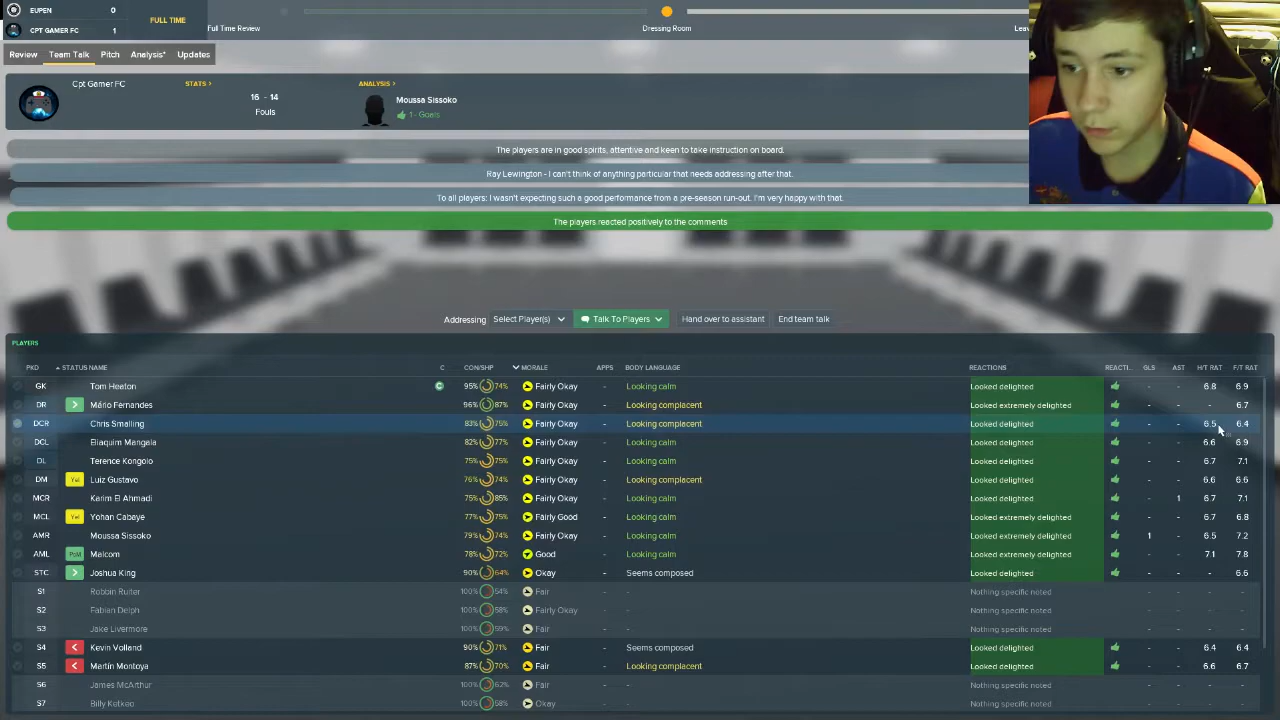 EUPEN 0
CPT GAMER FC 1
FULL TIME
Full Time Review
Dressing Room
Leav
Review Team Talk Pitch Analysis* Updates
Cpt Gamer FC
STATS >
16 - 14
Fouls
ANALYSIS >
Moussa Sissoko
1 - Goals
The players are in good spirits, attentive and keen to take instruction on board.
Ray Lewington - I can't think of anything particular that needs addressing after that.
To all players: I wasn't expecting such a good performance from a pre-season run-out. I'm very happy with that.
The players reacted positively to the comments
Addressing Select Player(s) Talk To Players Hand over to assistant End team talk
PLAYERS
PKD STATUS NAME C CON/SHP MORALE APPS BODY LANGUAGE REACTIONS REACTI... GLS AST H/T RAT F/T RAT
GK Tom Heaton C 95% 74% Fairly Okay - Looking calm Looked delighted - - 6.8 6.9
DR Mário Fernandes 96% 87% Fairly Okay - Looking complacent Looked extremely delighted - - - 6.7
DCR Chris Smalling 83% 75% Fairly Okay - Looking complacent Looked delighted - - 6.5 6.4
DCL Eliaquim Mangala 82% 77% Fairly Okay - Looking calm Looked delighted - - 6.6 6.9
DL Terence Kongolo 75% 75% Fairly Okay - Looking calm Looked delighted - - 6.7 7.1
DM Yel Luiz Gustavo 76% 74% Fairly Okay - Looking complacent Looked delighted - - 6.6 6.6
MCR Karim El Ahmadi 75% 85% Fairly Okay - Looking calm Looked delighted - 1 6.7 7.1
MCL Yel Yohan Cabaye 77% 75% Fairly Good - Looking calm Looked extremely delighted - - 6.7 6.8
AMR Moussa Sissoko 79% 74% Fairly Okay - Looking calm Looked extremely delighted 1 - 6.5 7.2
AML PoM Malcom 78% 72% Good - Looking calm Looked extremely delighted - - 7.1 7.8
STC Joshua King 90% 64% Okay - Seems composed Looked delighted - - - 6.6
S1 Robbin Ruiter 100% 54% Fair - - Nothing specific noted
S2 Fabian Delph 100% 58% Fairly Okay - - Nothing specific noted
S3 Jake Livermore 100% 59% Fair - - Nothing specific noted
S4 Kevin Volland 90% 71% Fair - Seems composed Looked delighted - - 6.4 6.4
S5 Martín Montoya 87% 70% Fair - Looking complacent Looked delighted - - 6.6 6.7
S6 James McArthur 100% 62% Fair - - Nothing specific noted
S7 Billy Ketkeo 100% 58% Okay - - Nothing specific noted